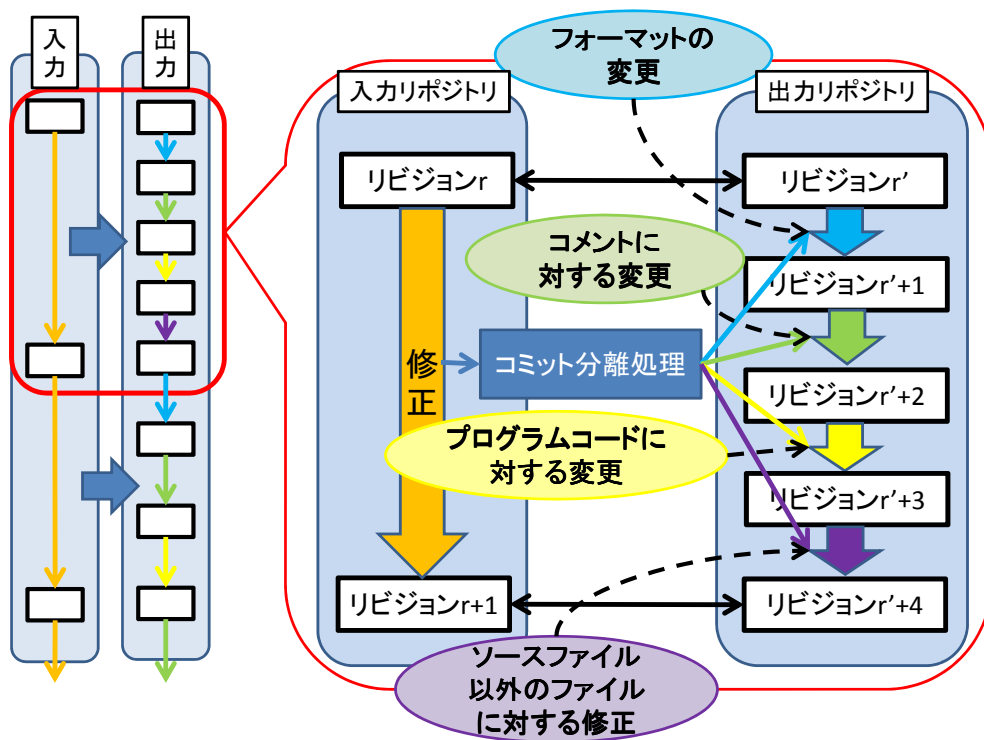 入
力
出
力
フォーマットの
変更
入力リポジトリ
出力リポジトリ
リビジョンr
リビジョンr’
コメントに
対する変更
リビジョンr’+1
修
正
コミット分離処理
リビジョンr’+2
プログラムコードに
対する変更
リビジョンr’+3
リビジョンr+1
リビジョンr’+4
ソースファイル
以外のファイル
に対する修正